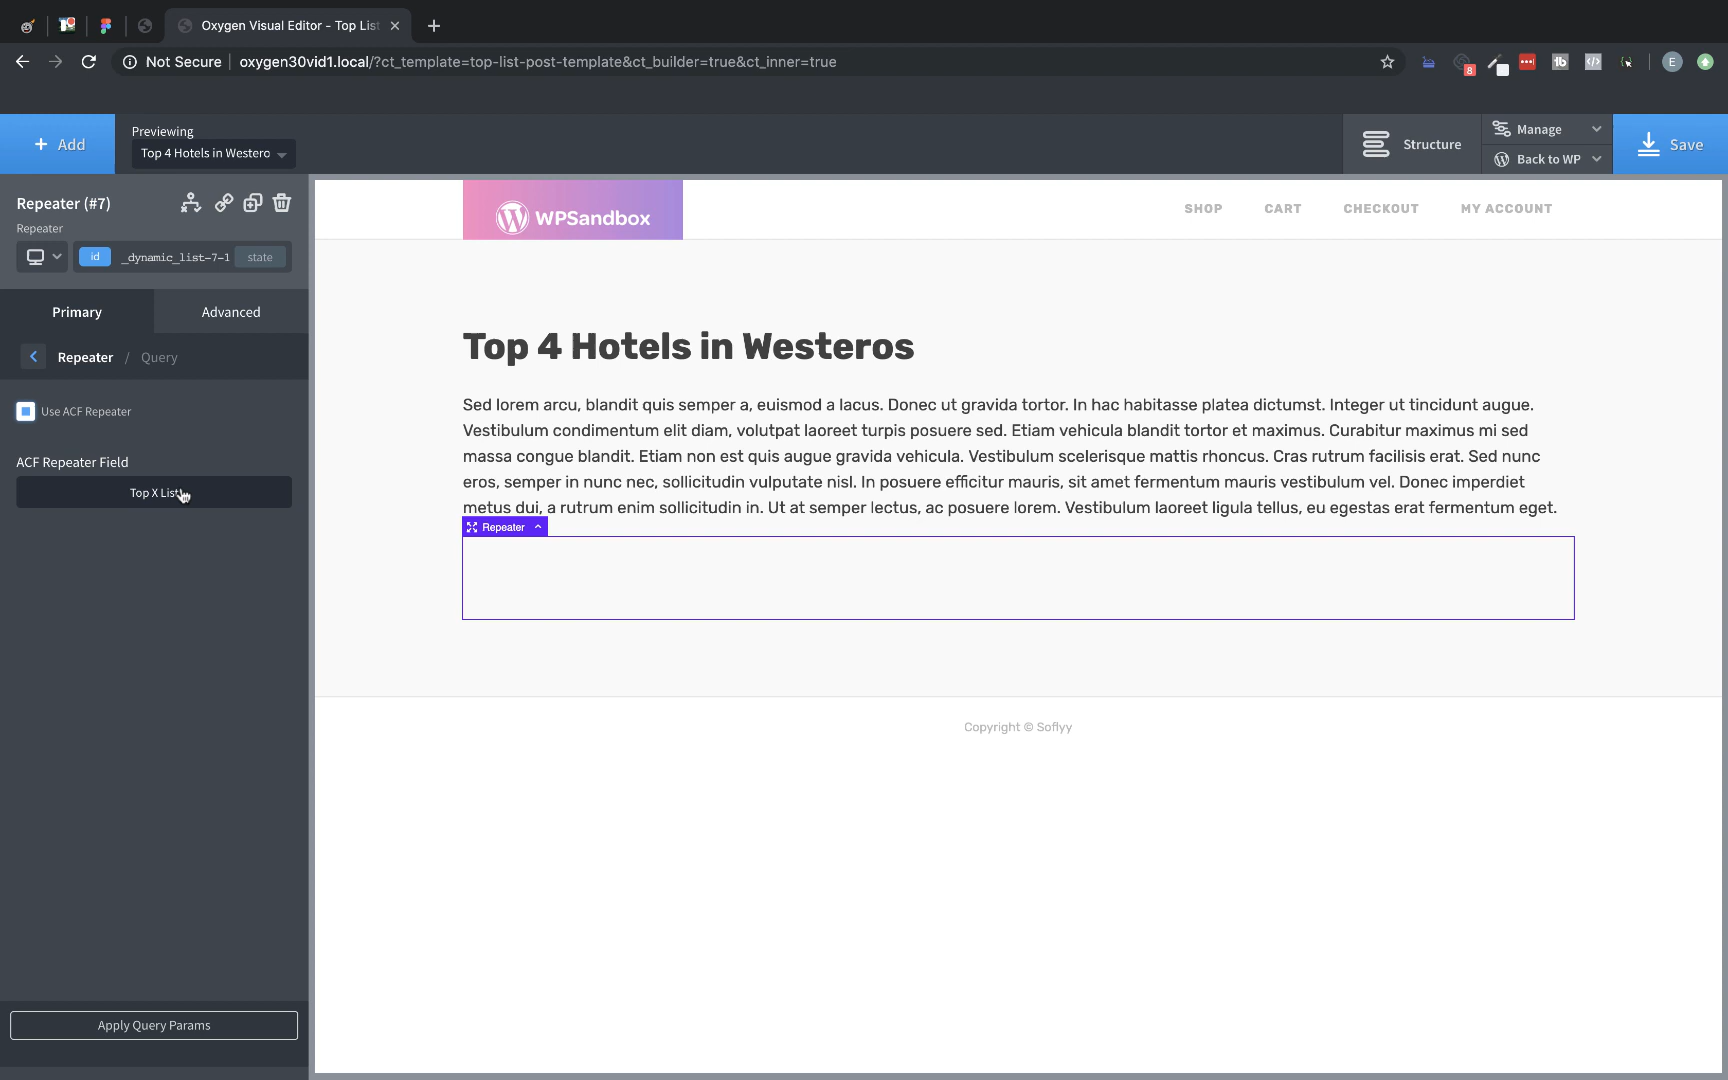 Oxygen Visual Editor - Top List
Not Secure
oxygen30vid1.local/?ct_template=top-list-post-template&ct_builder=true&ct_inner=true
8
E
+ Add
Previewing
Top 4 Hotels in Westero
Structure
Manage
Back to WP
Save
Repeater (#7)
Repeater
id
_dynamic_list-7-1
state
Primary
Advanced
Repeater / Query
Use ACF Repeater
ACF Repeater Field
Top X List
Apply Query Params
WPSandbox
SHOP
CART
CHECKOUT
MY ACCOUNT
Top 4 Hotels in Westeros
Sed lorem arcu, blandit quis semper a, euismod a lacus. Donec ut gravida tortor. In hac habitasse platea dictumst. Integer ut tincidunt augue.
Vestibulum condimentum elit diam, volutpat laoreet turpis posuere sed. Etiam vehicula blandit tortor et maximus. Curabitur maximus mi sed
massa congue blandit. Etiam non est quis augue gravida vehicula. Vestibulum scelerisque mattis rhoncus. Cras rutrum facilisis erat. Sed nunc
eros, semper in nunc nec, sollicitudin vulputate nisl. In posuere efficitur mauris, sit amet fermentum mauris vestibulum vel. Donec imperdiet
metus dui, a rutrum enim sollicitudin in. Ut at semper lectus, ac posuere lorem. Vestibulum laoreet ligula tellus, eu egestas erat fermentum eget.
Repeater
Copyright © Soflyy